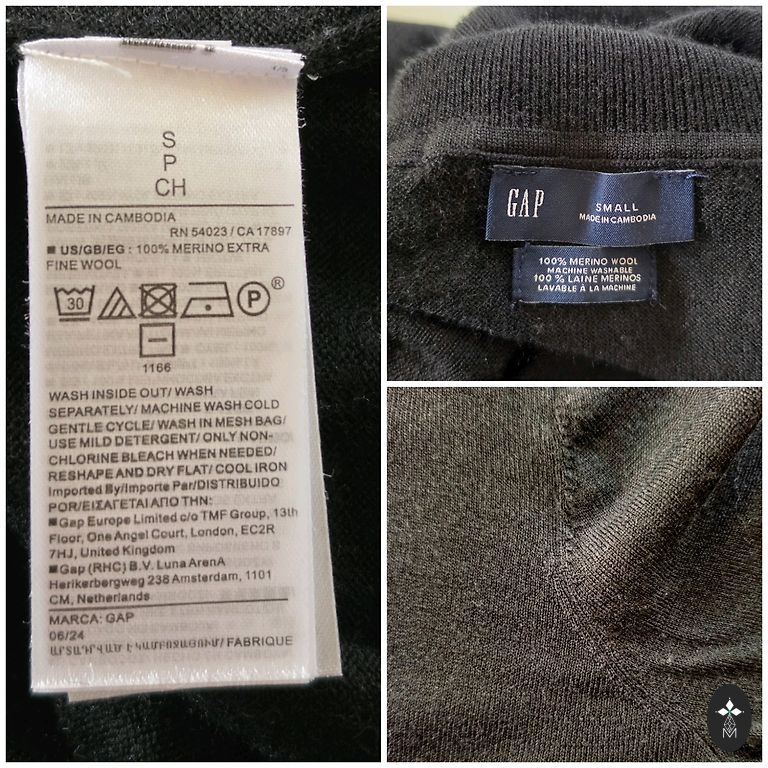 S
P
CH
MADE IN CAMBODIA
RN 54023 / CA 17897
■ US/GB/EG : 100% MERINO EXTRA
FINE WOOL
30
P®
1166
WASH INSIDE OUT/ WASH
SEPARATELY/ MACHINE WASH COLD
GENTLE CYCLE/ WASH IN MESH BAG/
USE MILD DETERGENT/ ONLY NON-
CHLORINE BLEACH WHEN NEEDED/
RESHAPE AND DRY FLAT/ COOL IRON
Imported By/Importe Par/DISTRIBUIDO
POR/ΕΙΣΑΓΕΤΑΙ ΑΠΟ ΤΗΝ:
■ Gap Europe Limited c/o TMF Group, 13th
Floor, One Angel Court, London, EC2R
7HJ, United Kingdom
■ Gap (RHC) B.V. Luna ArenA
Herikerbergweg 238 Amsterdam, 1101
CM, Netherlands
MARCA: GAP
06/24
ԱՐՏԱԴՐՎԱԾ Է ԿԱՄԲՈՋԱՅՈՒՄ/ FABRIQUE
GAP
SMALL
MADE IN CAMBODIA
100% MERINO WOOL
MACHINE WASHABLE
100 % LAINE MERINOS
LAVABLE À LA MACHINE
M